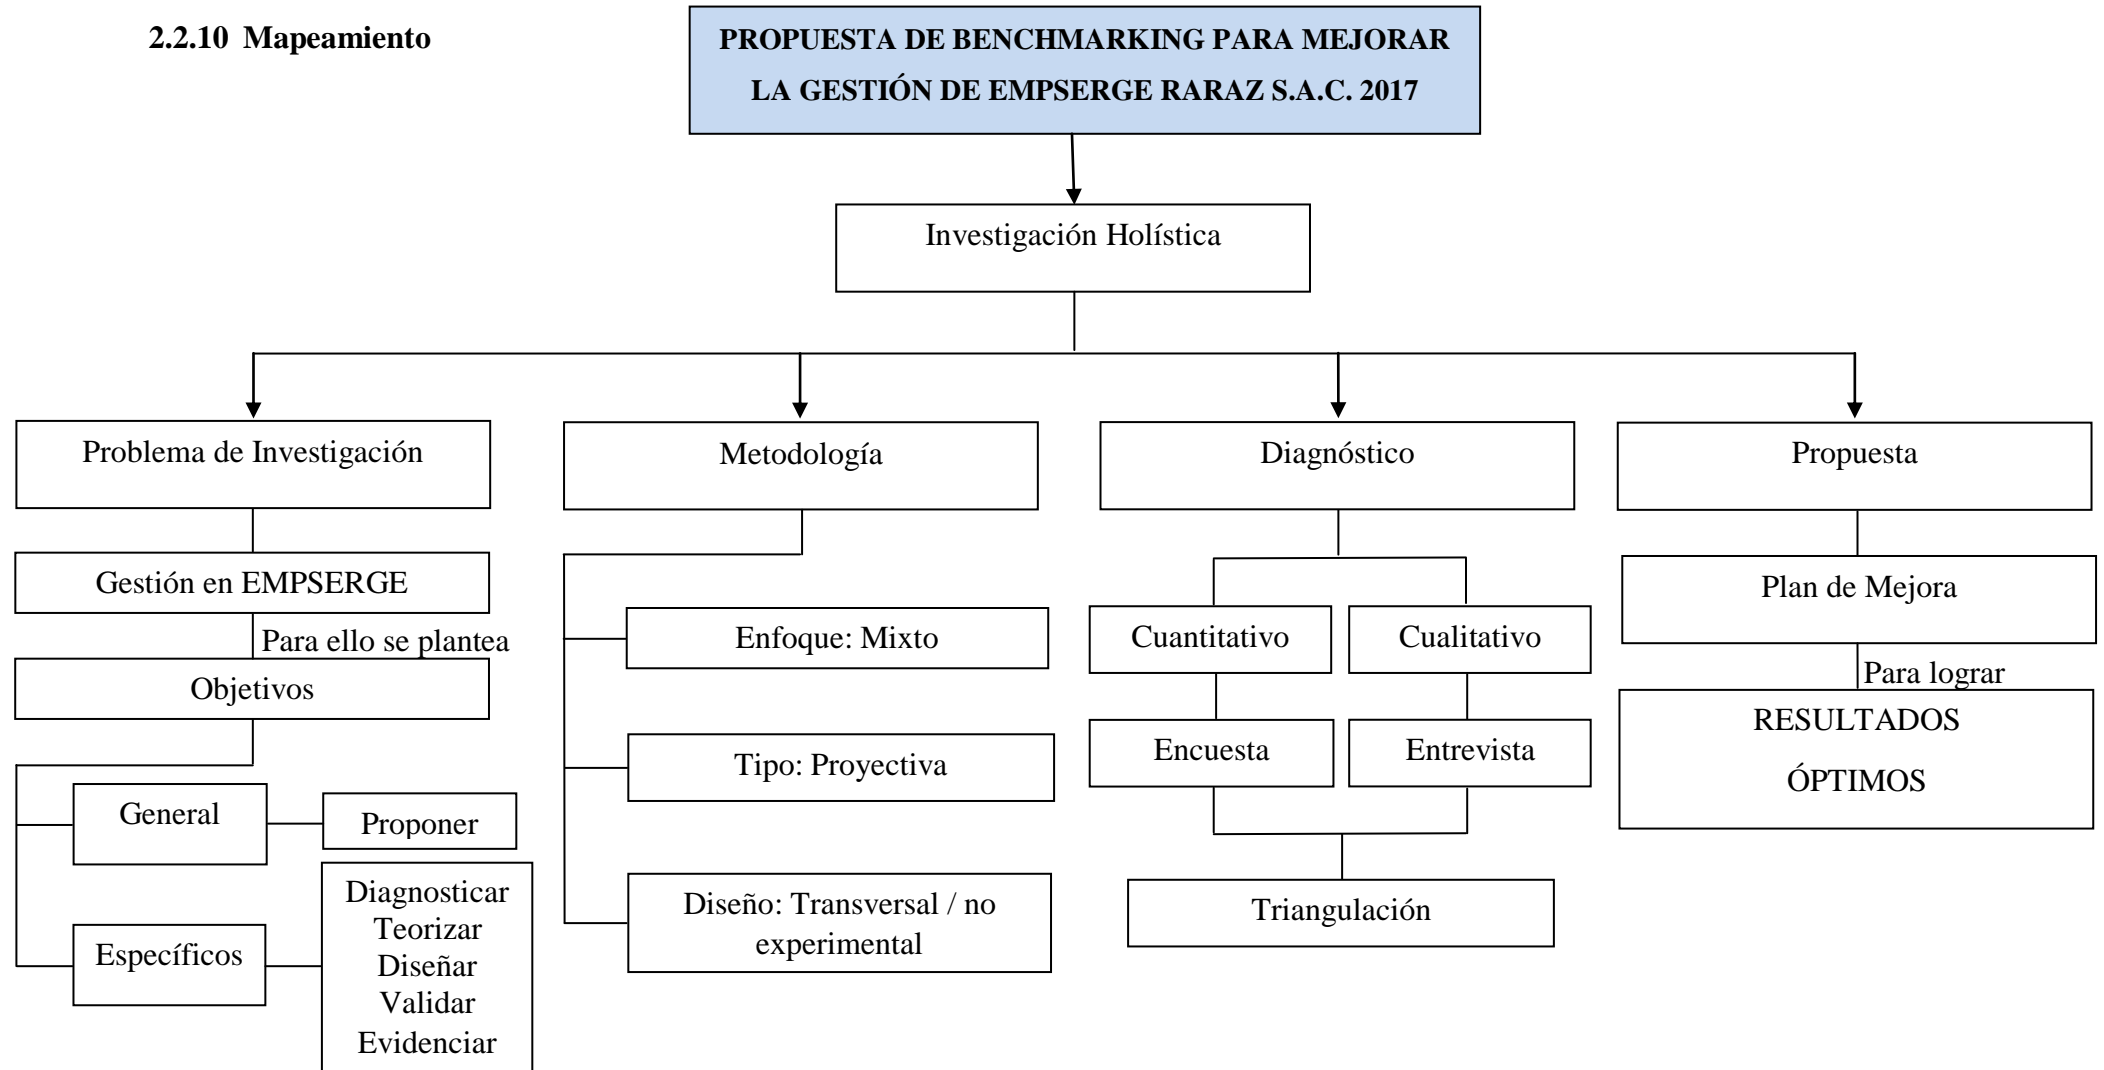 2.2.10 Mapeamiento
PROPUESTA DE BENCHMARKING PARA MEJORAR
LA GESTIÓN DE EMPSERGE RARAZ S.A.C. 2017
Investigación Holística
Problema de Investigación
Gestión en EMPSERGE
Para ello se plantea
Objetivos
General
Proponer
Específicos
Diagnosticar
Teorizar
Diseñar
Validar
Evidenciar
Metodología
Enfoque: Mixto
Tipo: Proyectiva
Diseño: Transversal / no
experimental
Diagnóstico
Cuantitativo
Cualitativo
Encuesta
Entrevista
Triangulación
Propuesta
Plan de Mejora
Para lograr
RESULTADOS
ÓPTIMOS